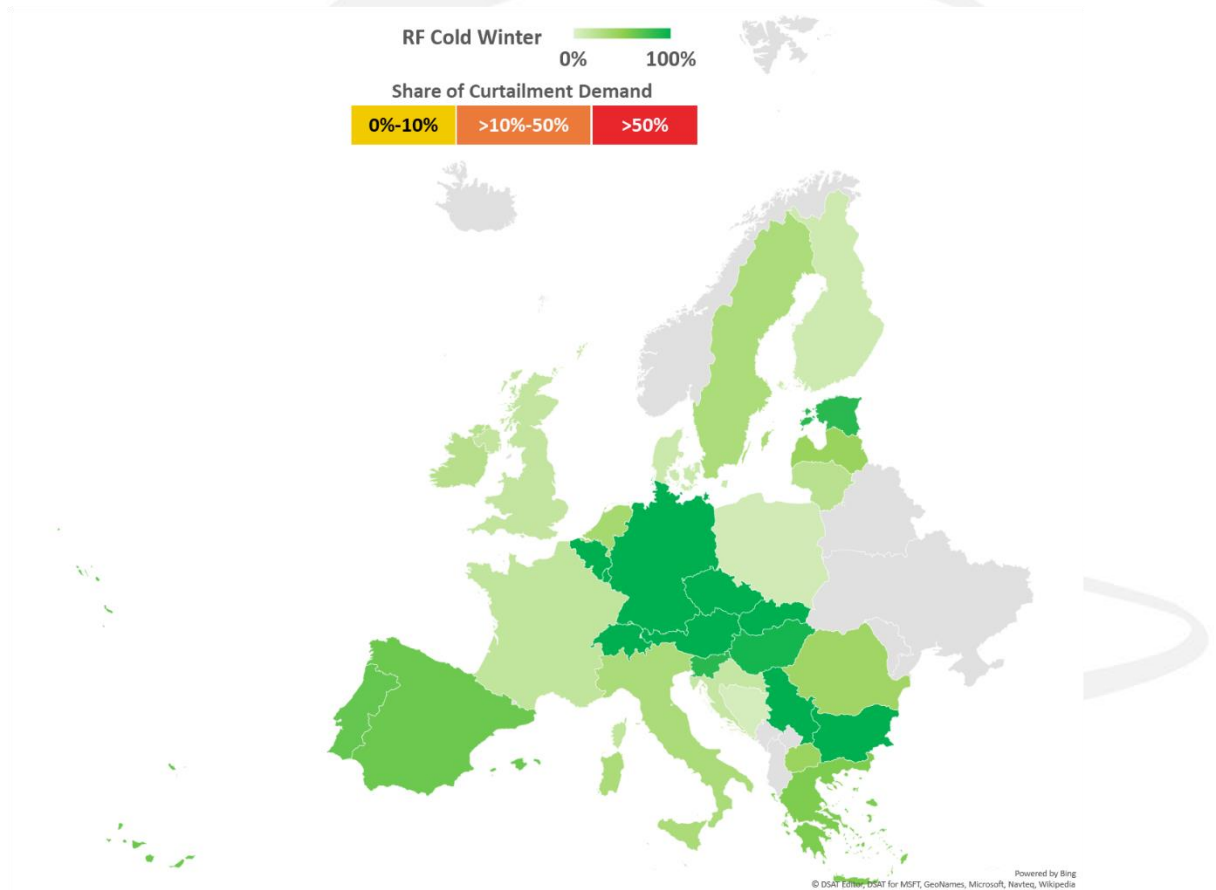 RF Cold Winter
0% 100%
Share of Curtailment Demand
0%-10% >10%-50% >50%
Powered by Bing
© DSAT Editor, DSAT for MSFT, GeoNames, Microsoft, Navteq, Wikipedia